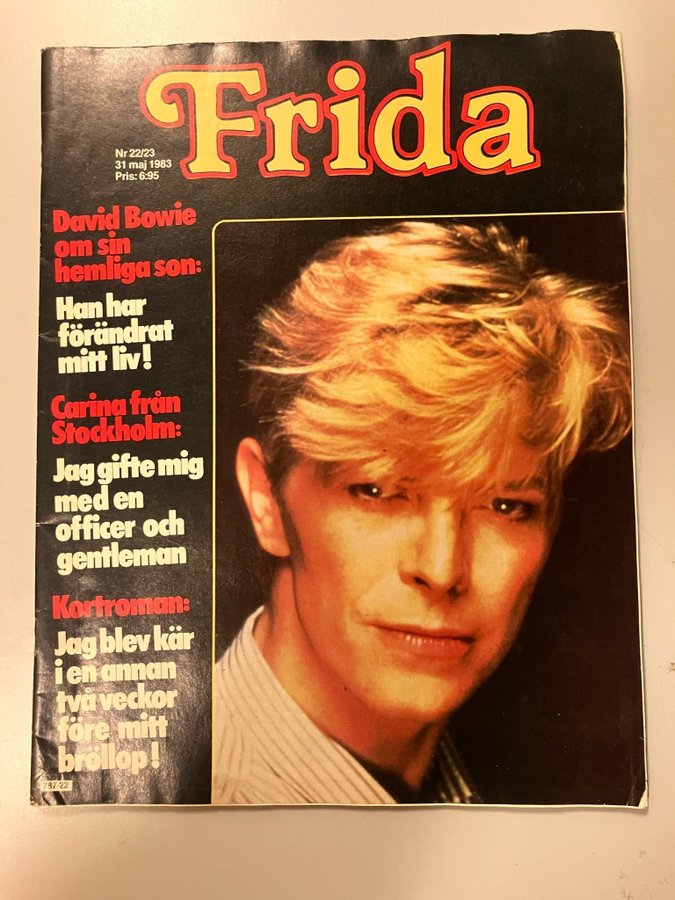 Frida
Nr 22/23
31 maj 1983
Pris: 6:95
David Bowie
om sin
hemliga son:
Han har
förändrat
mitt liv!
Carina från
Stockholm:
Jag gifte mig
med en
officer och
gentleman
Kortroman:
Jag blev kär
i en annan
två veckor
före mitt
bröllop!
787-22